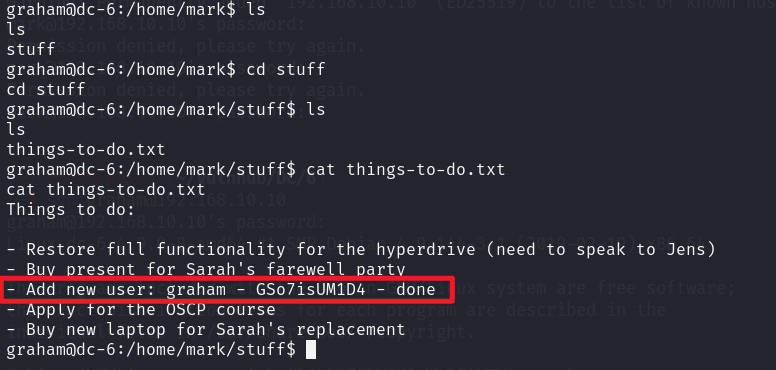 graham@dc-6:/home/mark$ ls
ls
stuff
graham@dc-6:/home/mark$ cd stuff
cd stuff
graham@dc-6:/home/mark/stuff$ ls
ls
things-to-do.txt
graham@dc-6:/home/mark/stuff$ cat things-to-do.txt
cat things-to-do.txt
Things to do:
- Restore full functionality for the hyperdrive (need to speak to Jens)
- Buy present for Sarah's farewell party
- Add new user: graham - GSo7isUM1D4 - done
- Apply for the OSCP course
- Buy new laptop for Sarah's replacement
graham@dc-6:/home/mark/stuff$